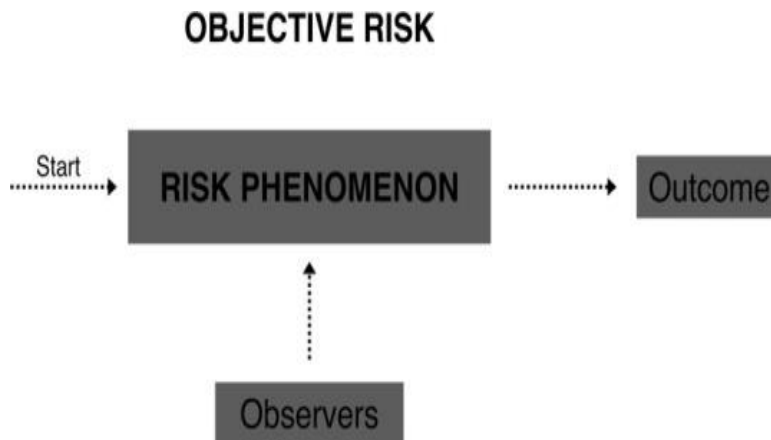 OBJECTIVE RISK
Start
RISK PHENOMENON
Outcome
Observers